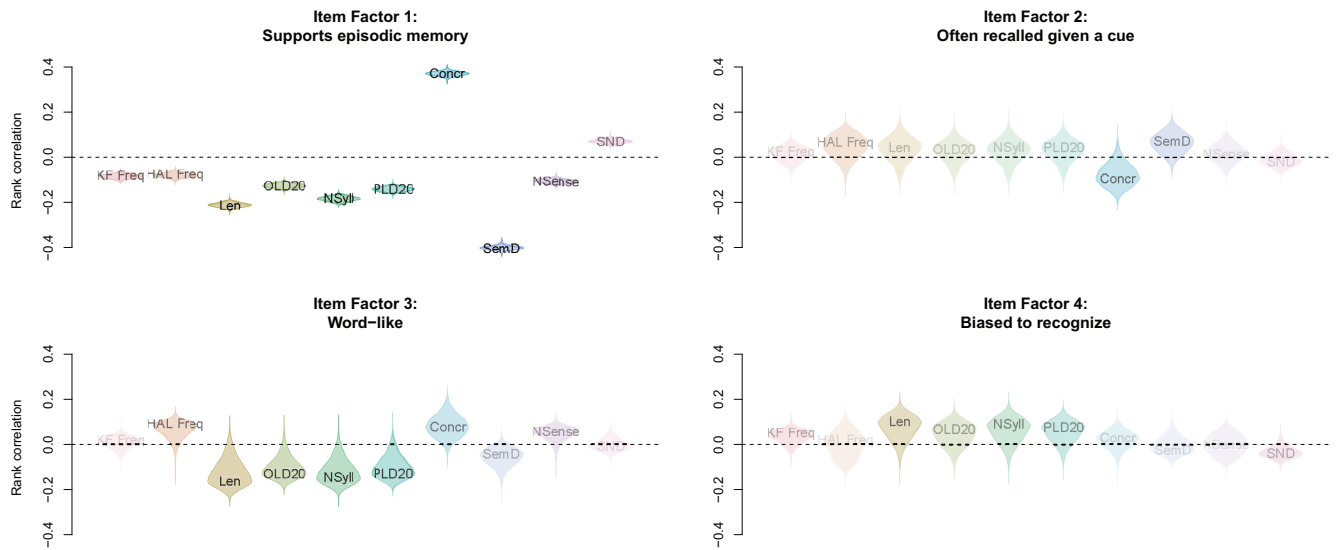 Item Factor 1:
Supports episodic memory
Rank correlation
0.4
0.2
0.0
−0.2
−0.4
KF Freq
HAL Freq
Len
OLD20
NSyll
PLD20
Concr
SemD
NSense
SND
Item Factor 2:
Often recalled given a cue
0.4
0.2
0.0
−0.2
−0.4
KF Freq
HAL Freq
Len
OLD20
NSyll
PLD20
Concr
SemD
NSense
SND
Item Factor 3:
Word−like
Rank correlation
0.4
0.2
0.0
−0.2
−0.4
KF Freq
HAL Freq
Len
OLD20
NSyll
PLD20
Concr
SemD
NSense
SND
Item Factor 4:
Biased to recognize
0.4
0.2
0.0
−0.2
−0.4
KF Freq
HAL Freq
Len
OLD20
NSyll
PLD20
Concr
SemD
NSense
SND